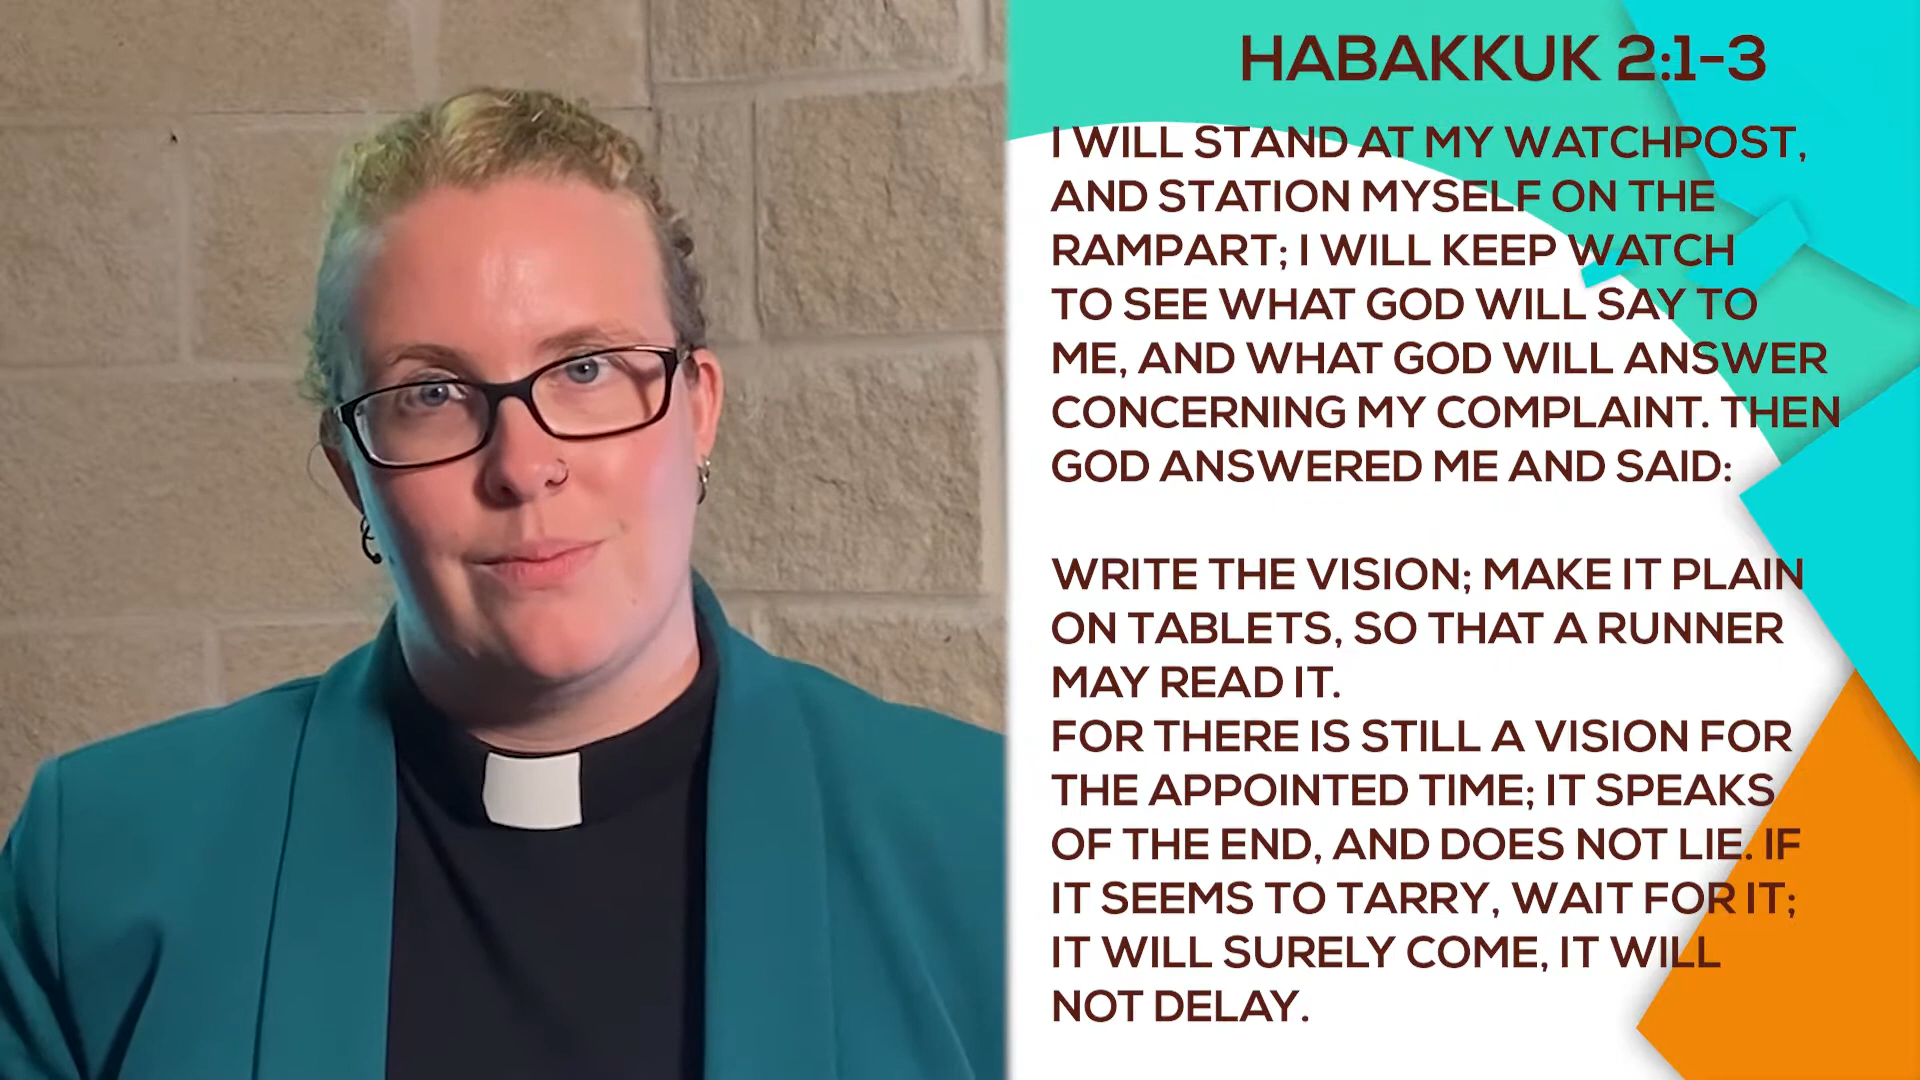 HABAKKUK 2:1-3
I WILL STAND AT MY WATCHPOST,
AND STATION MYSELF ON THE
RAMPART; I WILL KEEP WATCH
TO SEE WHAT GOD WILL SAY TO
ME, AND WHAT GOD WILL ANSWER
CONCERNING MY COMPLAINT. THEN
GOD ANSWERED ME AND SAID:
WRITE THE VISION; MAKE IT PLAIN
ON TABLETS, SO THAT A RUNNER
MAY READ IT.
FOR THERE IS STILL A VISION FOR
THE APPOINTED TIME; IT SPEAKS
OF THE END, AND DOES NOT LIE. IF
IT SEEMS TO TARRY, WAIT FOR IT;
IT WILL SURELY COME, IT WILL
NOT DELAY.